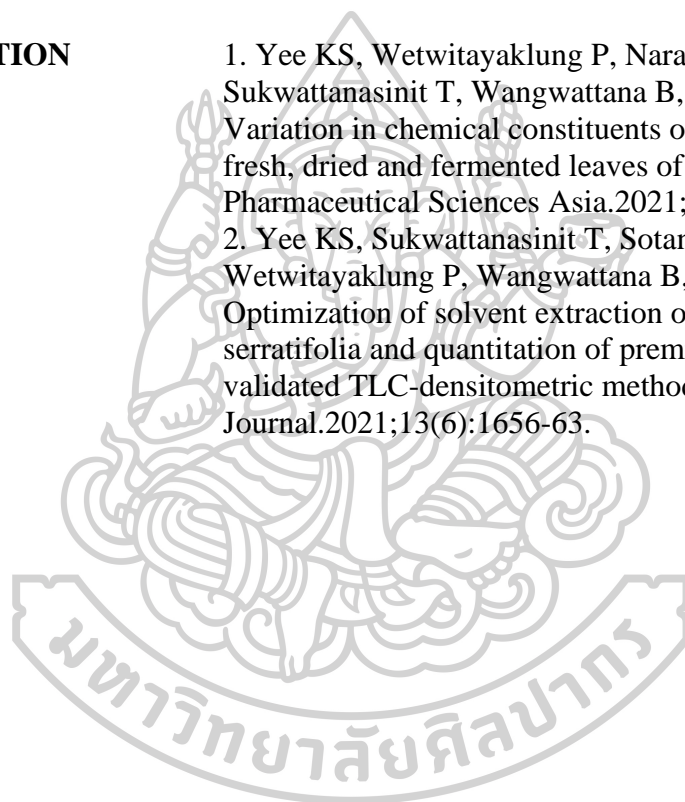 TION
1. Yee KS, Wetwitayaklung P, Nara
Sukwattanasinit T, Wangwattana B,
Variation in chemical constituents o
fresh, dried and fermented leaves of
Pharmaceutical Sciences Asia.2021;
2. Yee KS, Sukwattanasinit T, Sotan
Wetwitayaklung P, Wangwattana B,
Optimization of solvent extraction o
serratifolia and quantitation of prem
validated TLC-densitometric method
Journal.2021;13(6):1656-63.
มหาวิทยาลัยศิลปากร